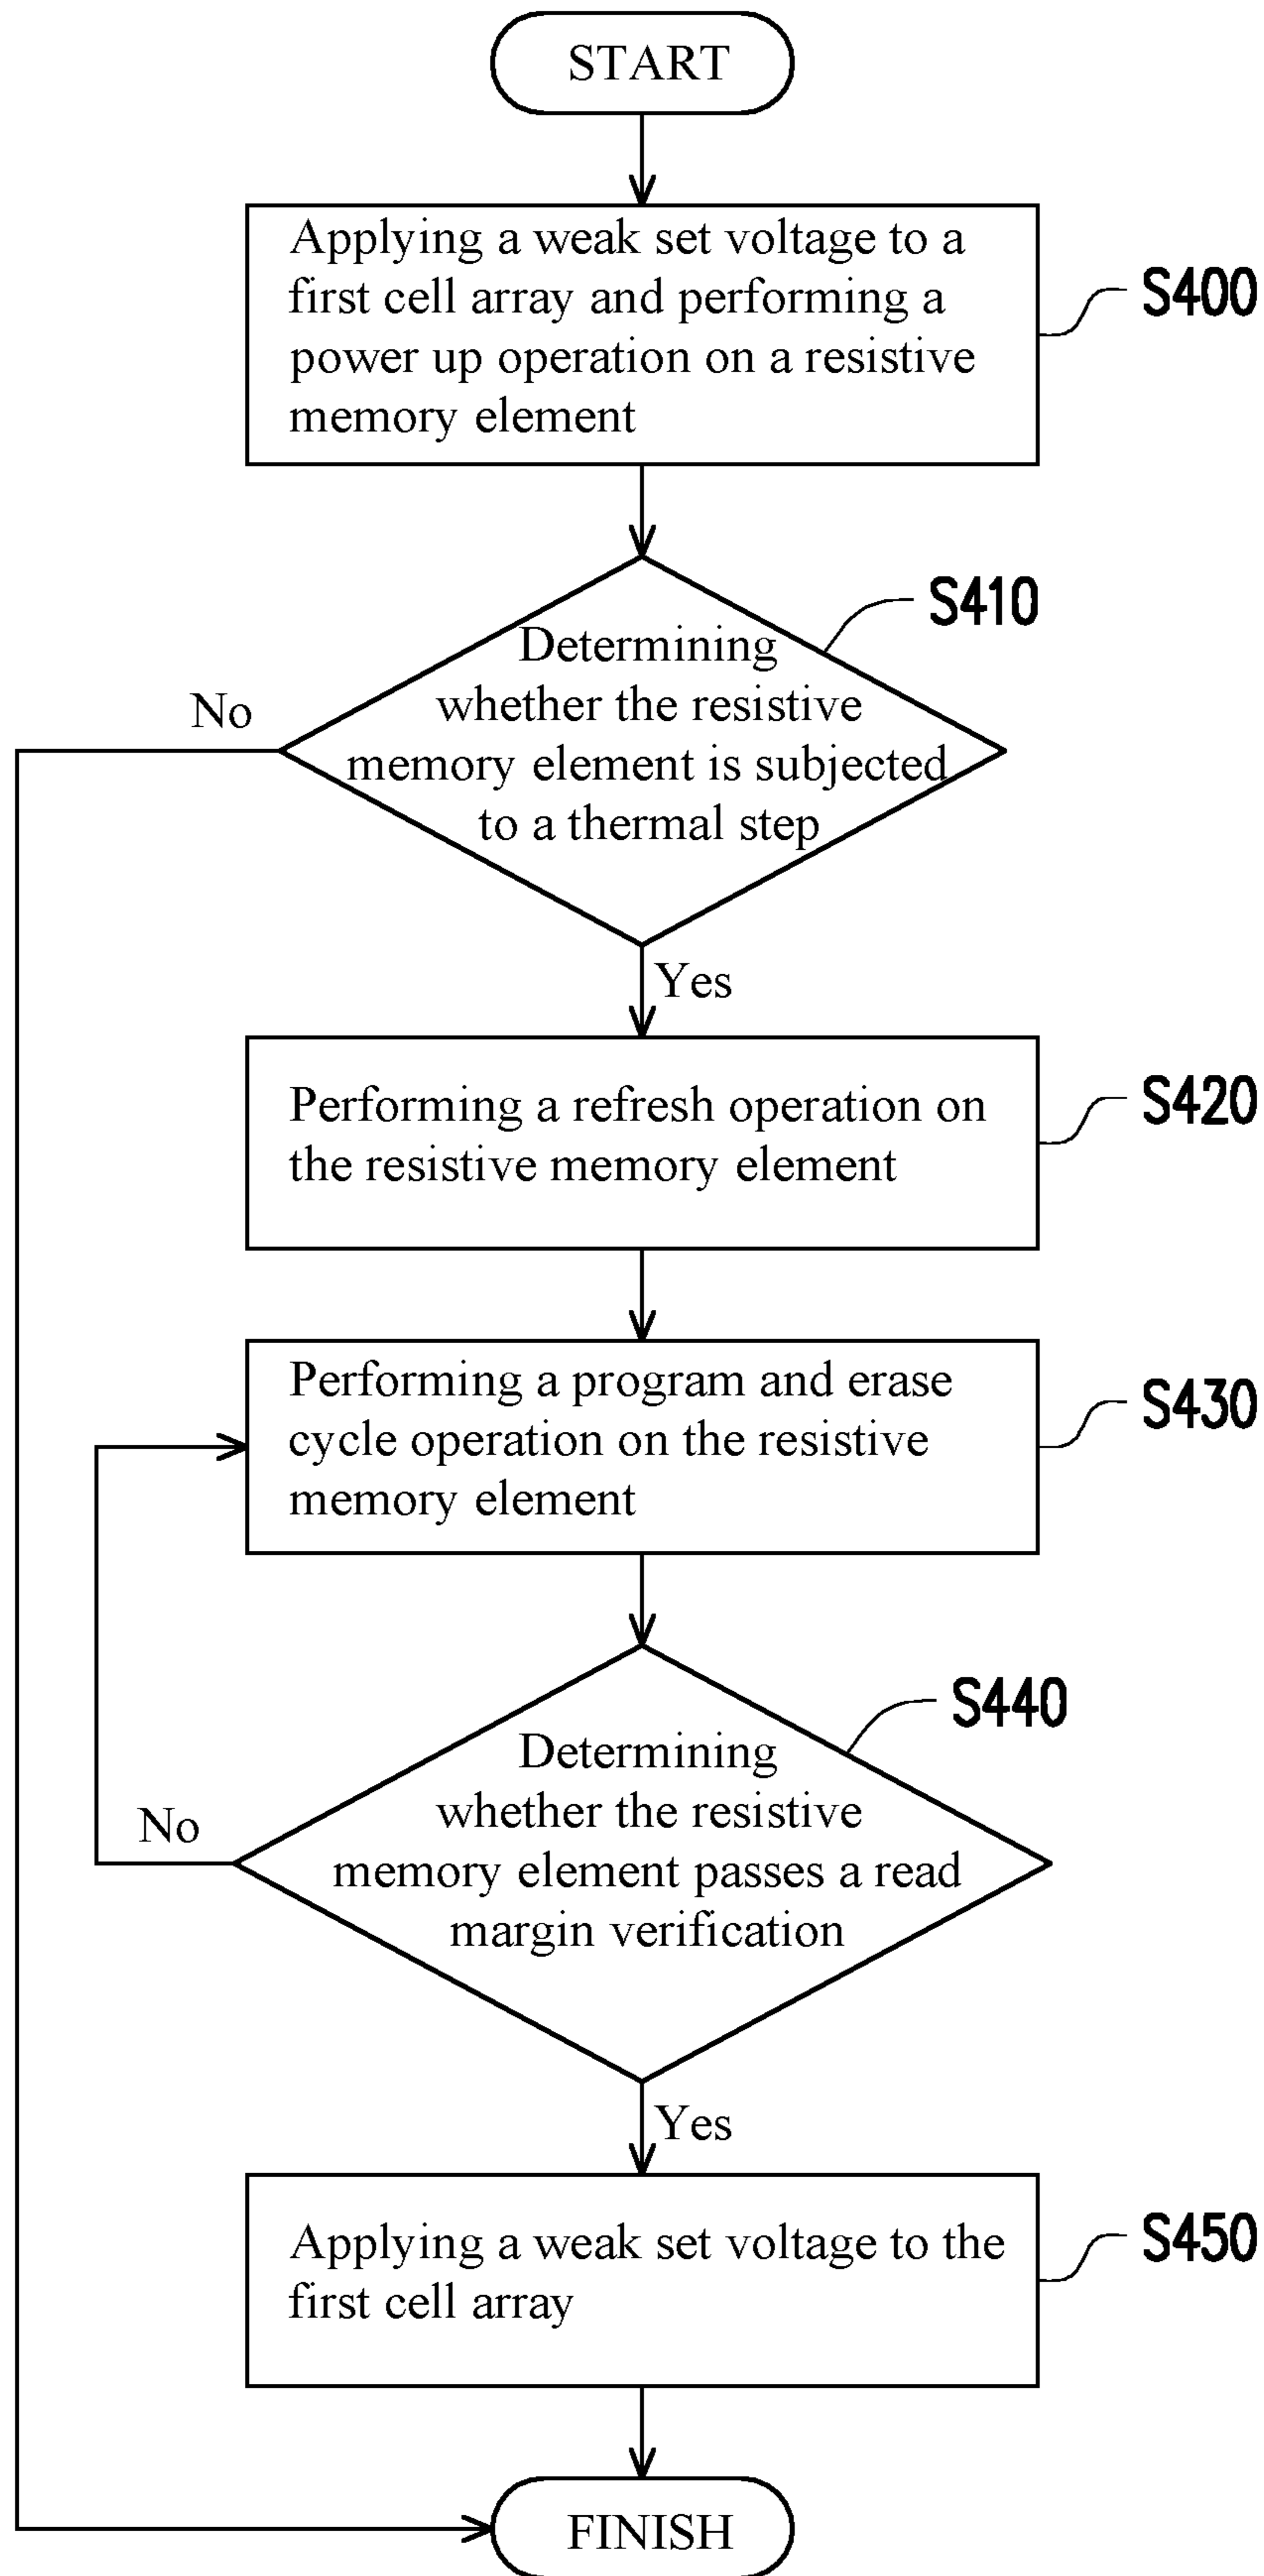 START
Applying a weak set voltage to a
first cell array and performing a
power up operation on a resistive
memory element
S400
S410
Determining
whether the resistive
memory element is subjected
to a thermal step
No
Yes
Performing a refresh operation on
the resistive memory element
S420
Performing a program and erase
cycle operation on the resistive
memory element
S430
S440
Determining
whether the resistive
memory element passes a read
margin verification
No
Yes
Applying a weak set voltage to the
first cell array
S450
FINISH